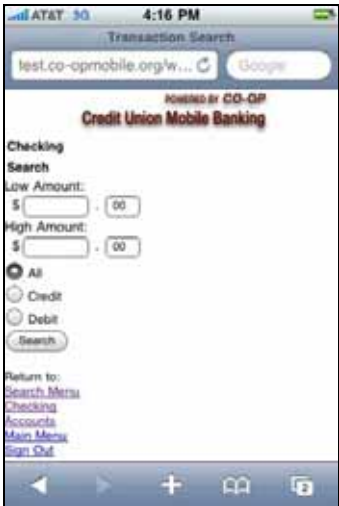 AT&T 3G 4:16 PM
Transaction Search
test.co-opmobile.org/w... Google
POWERED BY CO-OP
Credit Union Mobile Banking
Checking
Search
Low Amount:
$ . 00
High Amount:
$ . 00
All
Credit
Debit
Search
Return to:
Search Menu
Checking
Accounts
Main Menu
Sign Out
2